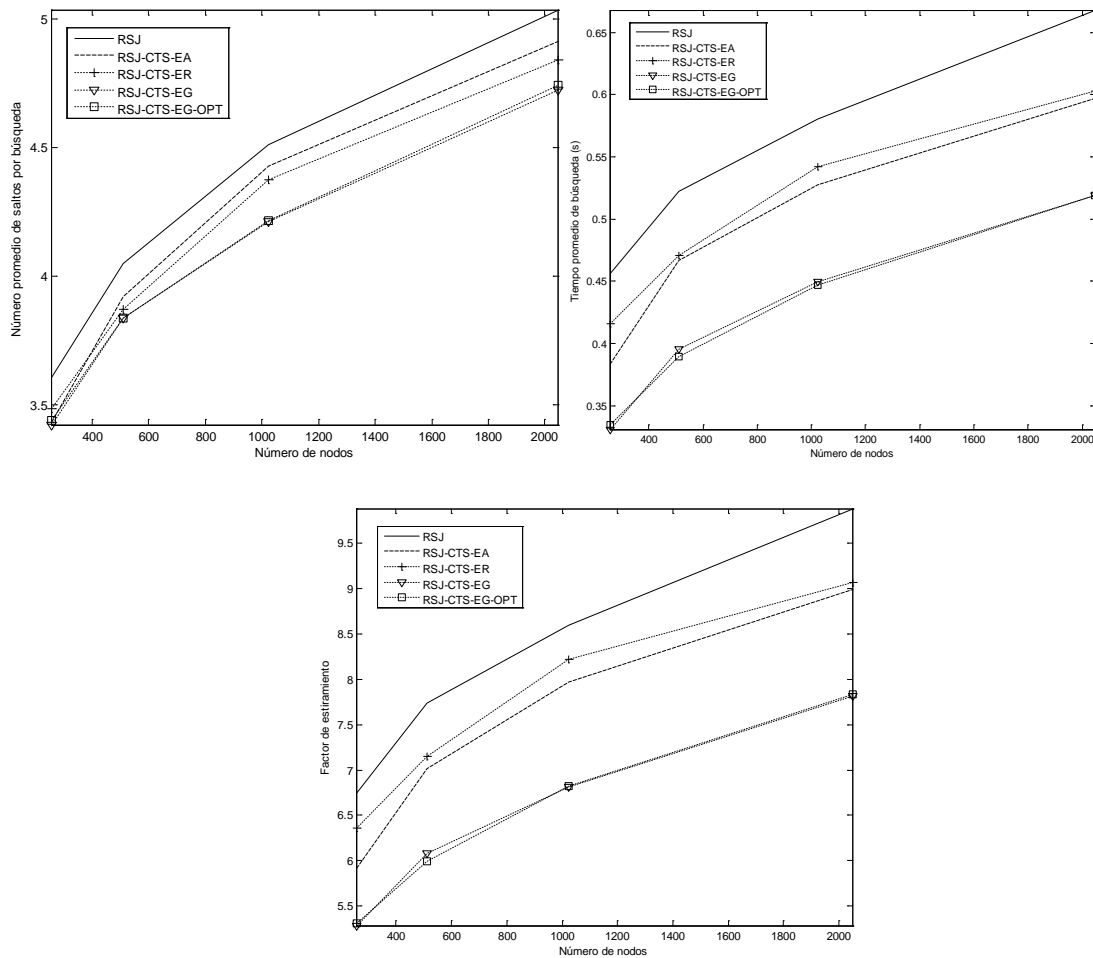 5
4.5
4
3.5
Número promedio de saltos por búsqueda
RSJ
RSJ-CTS-EA
RSJ-CTS-ER
RSJ-CTS-EG
RSJ-CTS-EG-OPT
400 600 800 1000 1200 1400 1600 1800 2000
Número de nodos
0.65
0.6
0.55
0.5
0.45
0.4
0.35
Tiempo promedio de búsqueda (s)
RSJ
RSJ-CTS-EA
RSJ-CTS-ER
RSJ-CTS-EG
RSJ-CTS-EG-OPT
400 600 800 1000 1200 1400 1600 1800 2000
Número de nodos
9.5
9
8.5
8
7.5
7
6.5
6
5.5
Factor de estiramiento
RSJ
RSJ-CTS-EA
RSJ-CTS-ER
RSJ-CTS-EG
RSJ-CTS-EG-OPT
400 600 800 1000 1200 1400 1600 1800 2000
Número de nodos